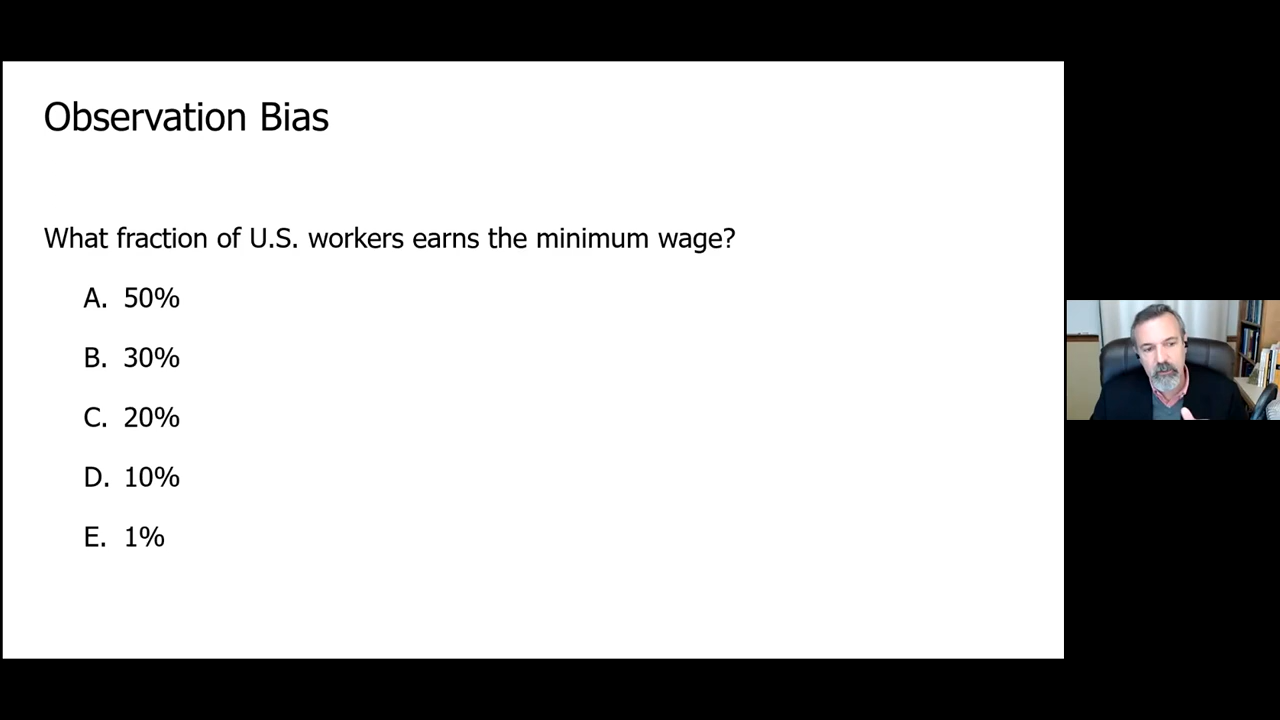 Observation Bias
What fraction of U.S. workers earns the minimum wage?
A. 50%
B. 30%
C. 20%
D. 10%
E. 1%